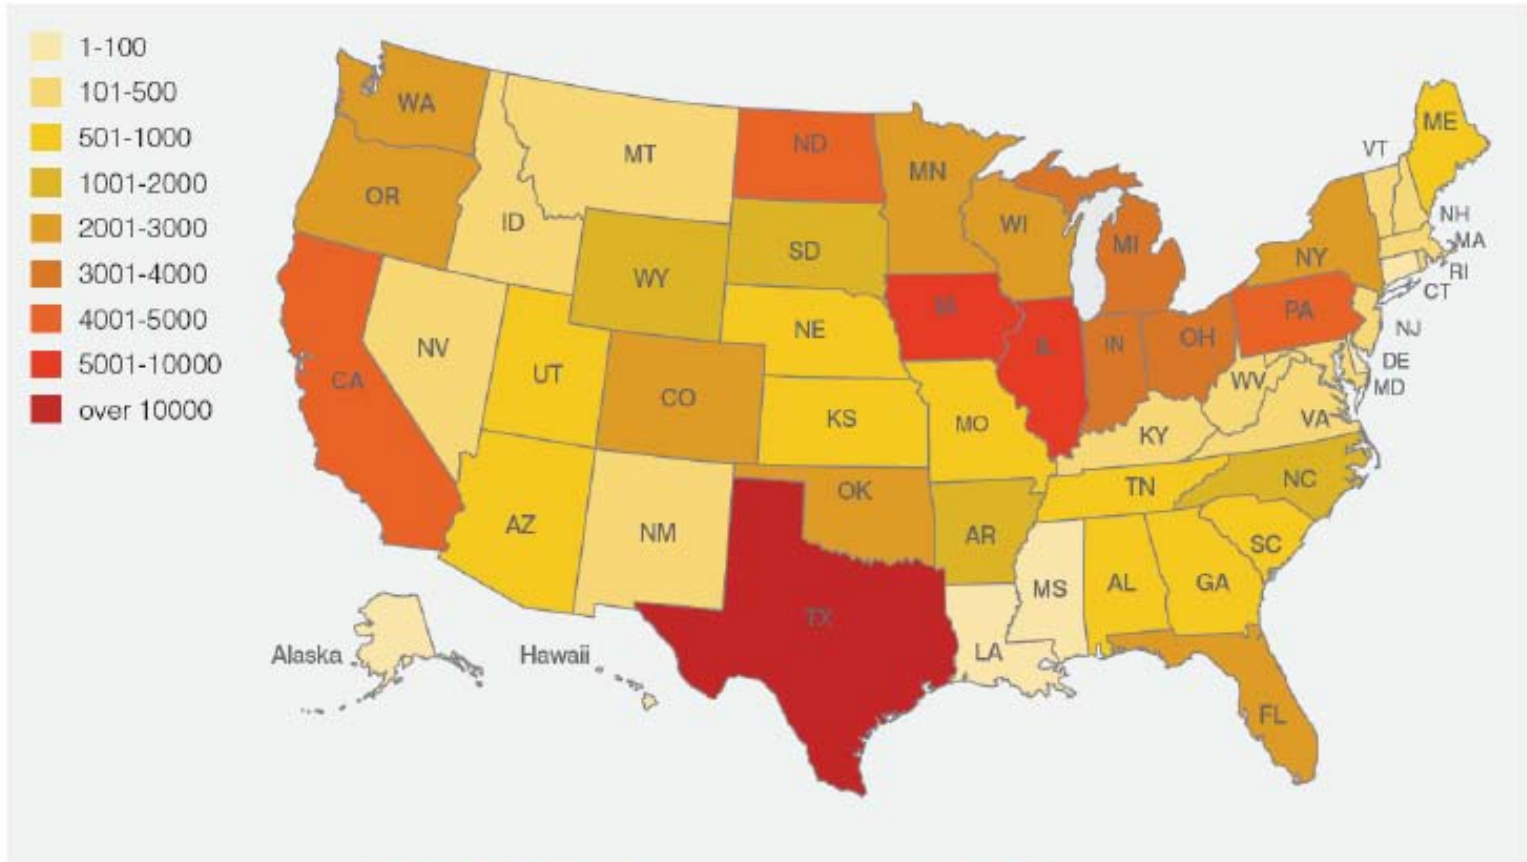 1-100
101-500
501-1000
1001-2000
2001-3000
3001-4000
4001-5000
5001-10000
over 10000
WA
OR
CA
ID
NV
MT
WY
UT
CO
AZ
NM
ND
SD
NE
KS
OK
TX
MN
IA
MO
AR
LA
WI
IL
MI
IN
OH
KY
TN
MS
AL
GA
FL
SC
NC
VA
WV
PA
NY
VT
ME
NH
MA
RI
CT
NJ
DE
MD
Alaska
Hawaii